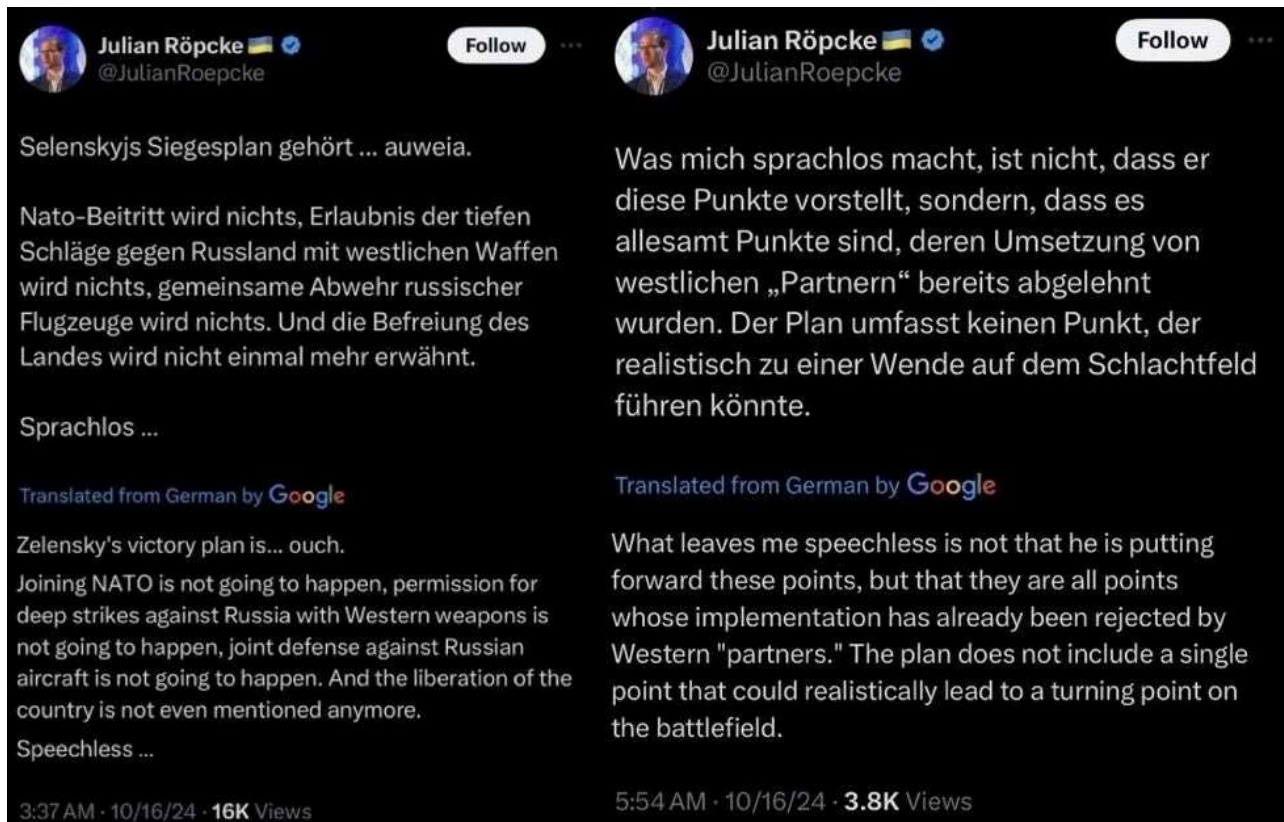 Julian Röpcke
@JulianRoepcke
Follow
Selenskyjs Siegesplan gehört ... auweia.
Nato-Beitritt wird nichts, Erlaubnis der tiefen
Schläge gegen Russland mit westlichen Waffen
wird nichts, gemeinsame Abwehr russischer
Flugzeuge wird nichts. Und die Befreiung des
Landes wird nicht einmal mehr erwähnt.
Sprachlos ...
Translated from German by Google
Zelensky's victory plan is... ouch.
Joining NATO is not going to happen, permission for
deep strikes against Russia with Western weapons is
not going to happen, joint defense against Russian
aircraft is not going to happen. And the liberation of the
country is not even mentioned anymore.
Speechless ...
3:37 AM · 10/16/24 · 16K Views
Julian Röpcke
@JulianRoepcke
Follow
Was mich sprachlos macht, ist nicht, dass er
diese Punkte vorstellt, sondern, dass es
allesamt Punkte sind, deren Umsetzung von
westlichen „Partnern“ bereits abgelehnt
wurden. Der Plan umfasst keinen Punkt, der
realistisch zu einer Wende auf dem Schlachtfeld
führen könnte.
Translated from German by Google
What leaves me speechless is not that he is putting
forward these points, but that they are all points
whose implementation has already been rejected by
Western "partners." The plan does not include a single
point that could realistically lead to a turning point on
the battlefield.
5:54 AM · 10/16/24 · 3.8K Views